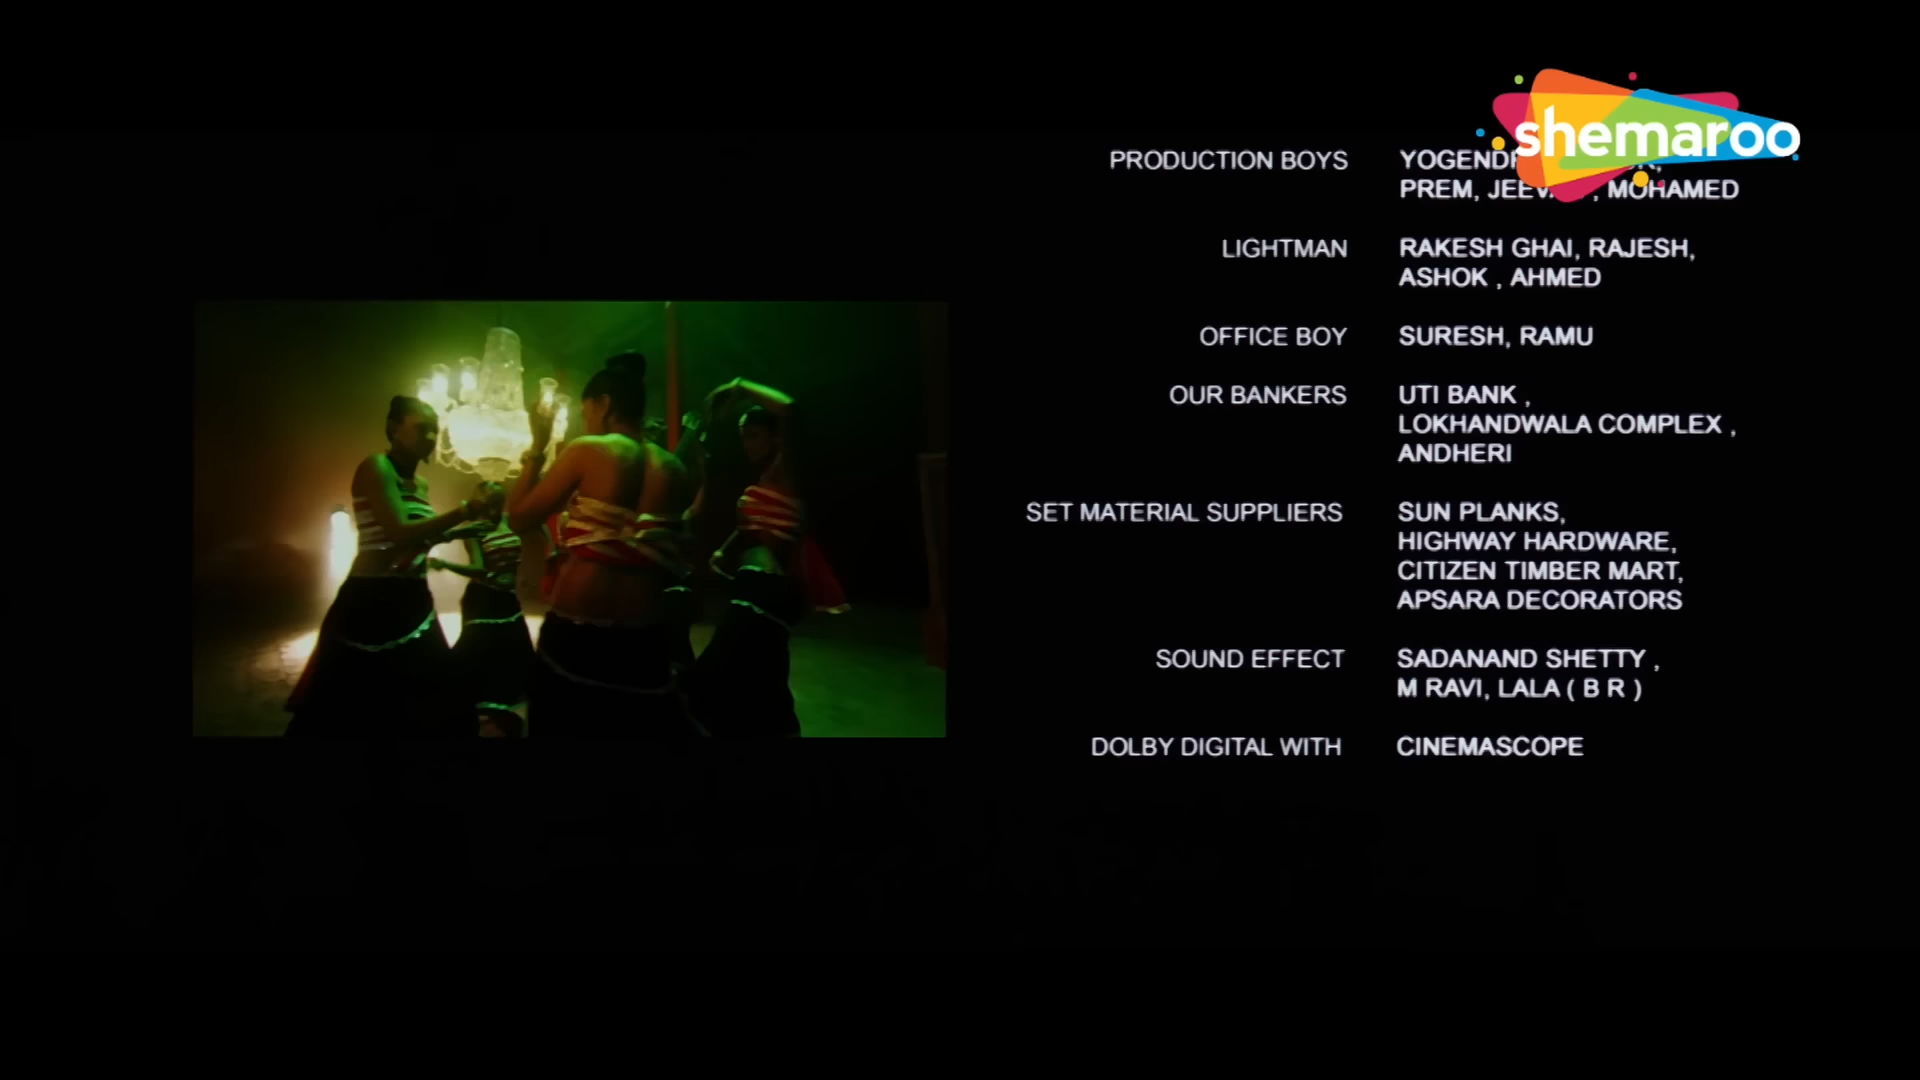 shemaroo
PRODUCTION BOYS
PREM, MOHAMED
LIGHTMAN RAKESH GHAI, RAJESH,
ASHOK , AHMED
OFFICE BOY SURESH, RAMU
OUR BANKERS UTI BANK ,
LOKHANDWALA COMPLEX ,
ANDHERI
SET MATERIAL SUPPLIERS SUN PLANKS,
HIGHWAY HARDWARE,
CITIZEN TIMBER MART,
APSARA DECORATORS
SOUND EFFECT SADANAND SHETTY ,
M RAVI, LALA ( B R )
DOLBY DIGITAL WITH CINEMASCOPE